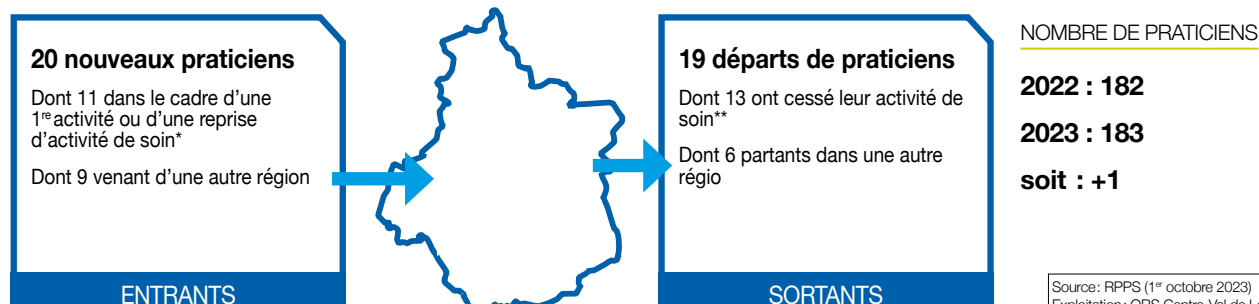 20 nouveaux praticiens
Dont 11 dans le cadre d'une
1re activité ou d'une reprise
d'activité de soin*
Dont 9 venant d'une autre région
ENTRANTS
19 départs de praticiens
Dont 13 ont cessé leur activité de
soin**
Dont 6 partants dans une autre
régio
SORTANTS
NOMBRE DE PRATICIENS
2022 : 182
2023 : 183
soit : +1
Source : RPPS (1er octobre 2023)